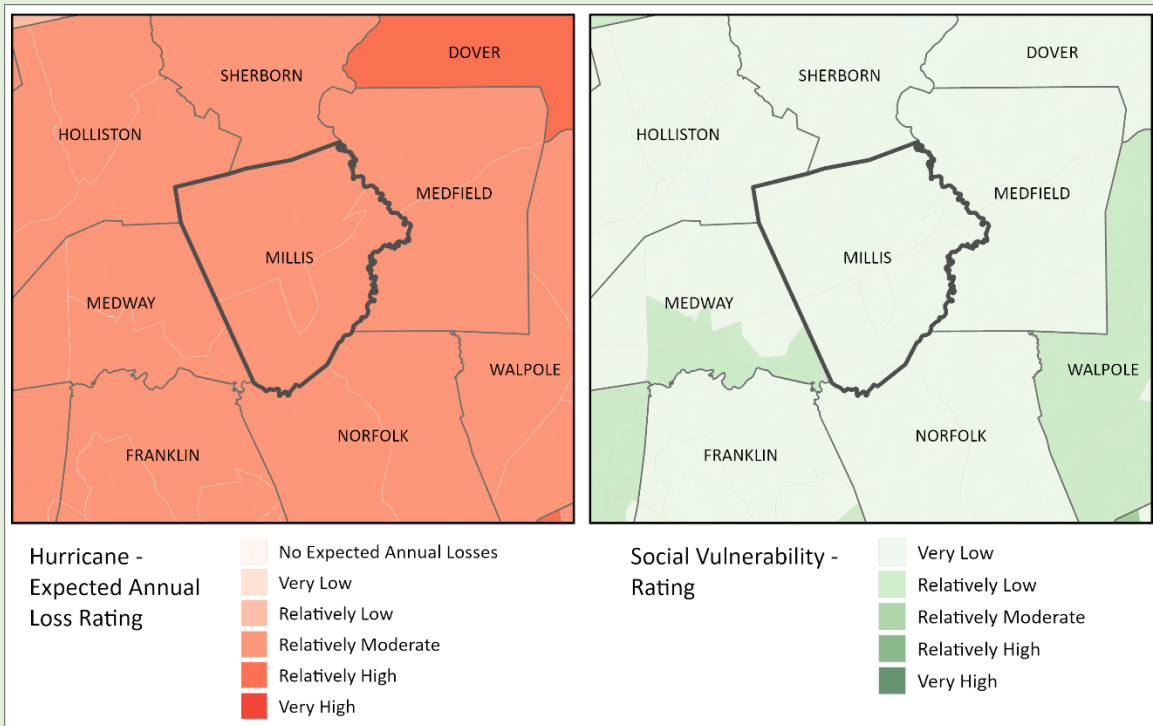 DOVER
SHERBORN
HOLLISTON
MEDFIELD
MILLIS
MEDWAY
WALPOLE
NORFOLK
FRANKLIN
DOVER
SHERBORN
HOLLISTON
MEDFIELD
MILLIS
MEDWAY
WALPOLE
NORFOLK
FRANKLIN
Hurricane -
Expected Annual
Loss Rating
No Expected Annual Losses
Very Low
Relatively Low
Relatively Moderate
Relatively High
Very High
Social Vulnerability -
Rating
Very Low
Relatively Low
Relatively Moderate
Relatively High
Very High